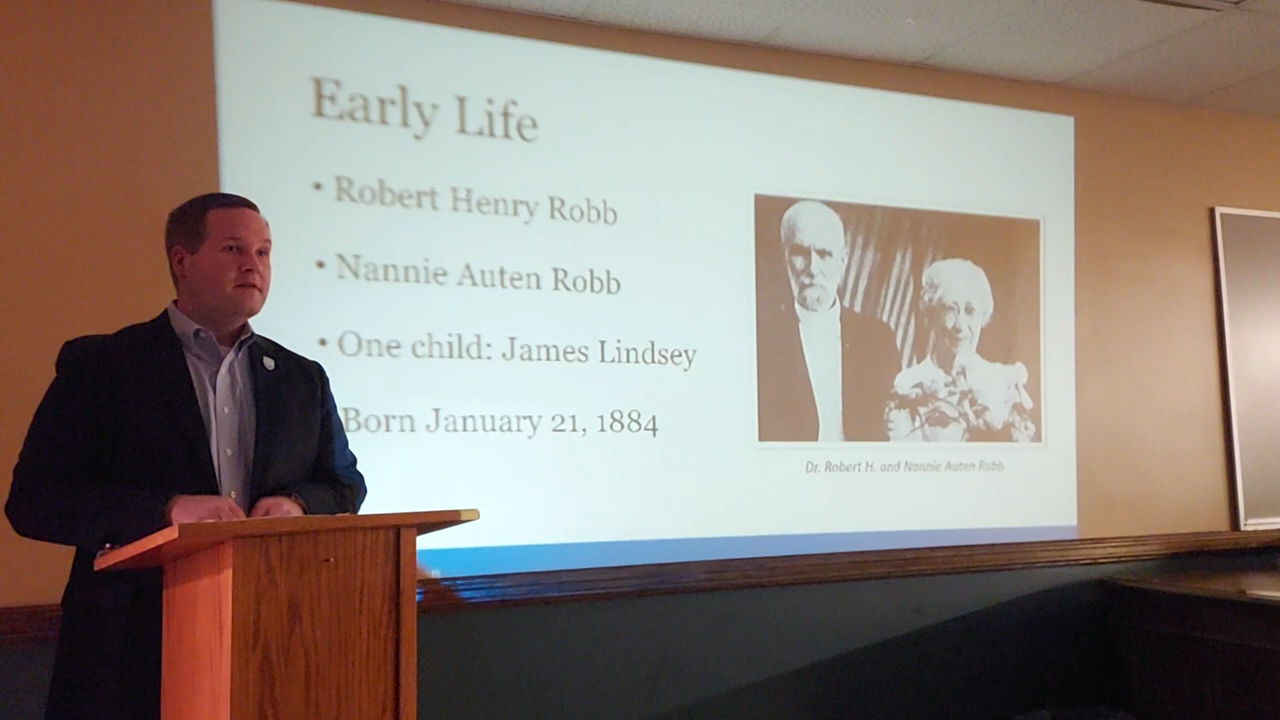 Early Life
• Robert Henry Robb
• Nannie Auten Robb
• One child: James Lindsey
Born January 21, 1884
Dr. Robert H. and Nannie Auten Robb